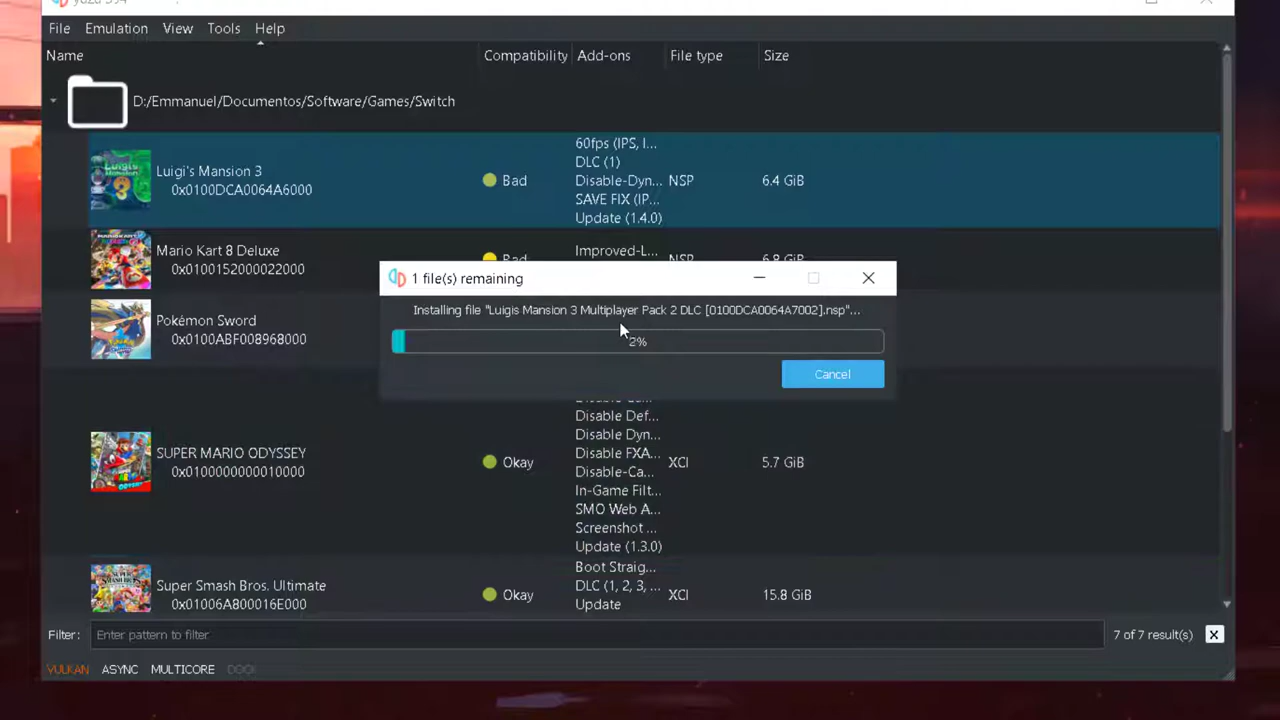 File Emulation View Tools Help
Name Compatibility Add-ons File type Size
D:/Emmanuel/Documentos/Software/Games/Switch
60fps (IPS, I...
Luigi's Mansion 3
DLC (1)
0x0100DCA0064A6000 Bad Disable-Dyn... NSP 6.4 GiB
SAVE FIX (IP...
Update (1.4.0)
Mario Kart 8 Deluxe Improved-L...
0x0100152000022000 Bad NSP 6.8 GiB
1 file(s) remaining
Installing file "Luigis Mansion 3 Multiplayer Pack 2 DLC [0100DCA0064A7002].nsp"...
2%
Cancel
Pokémon Sword
0x0100ABF008968000
Disable Def...
Disable Dyn...
SUPER MARIO ODYSSEY Disable FXA...
0x0100000000010000 Okay Disable-Ca... XCI 5.7 GiB
In-Game Filt...
SMO Web A...
Screenshot ...
Update (1.3.0)
Boot Straig...
Super Smash Bros. Ultimate DLC (1, 2, 3, ...
0x01006A800016E000 Okay Update XCI 15.8 GiB
Filter: Enter pattern to filter 7 of 7 result(s)
VULKAN ASYNC MULTICORE DOCK